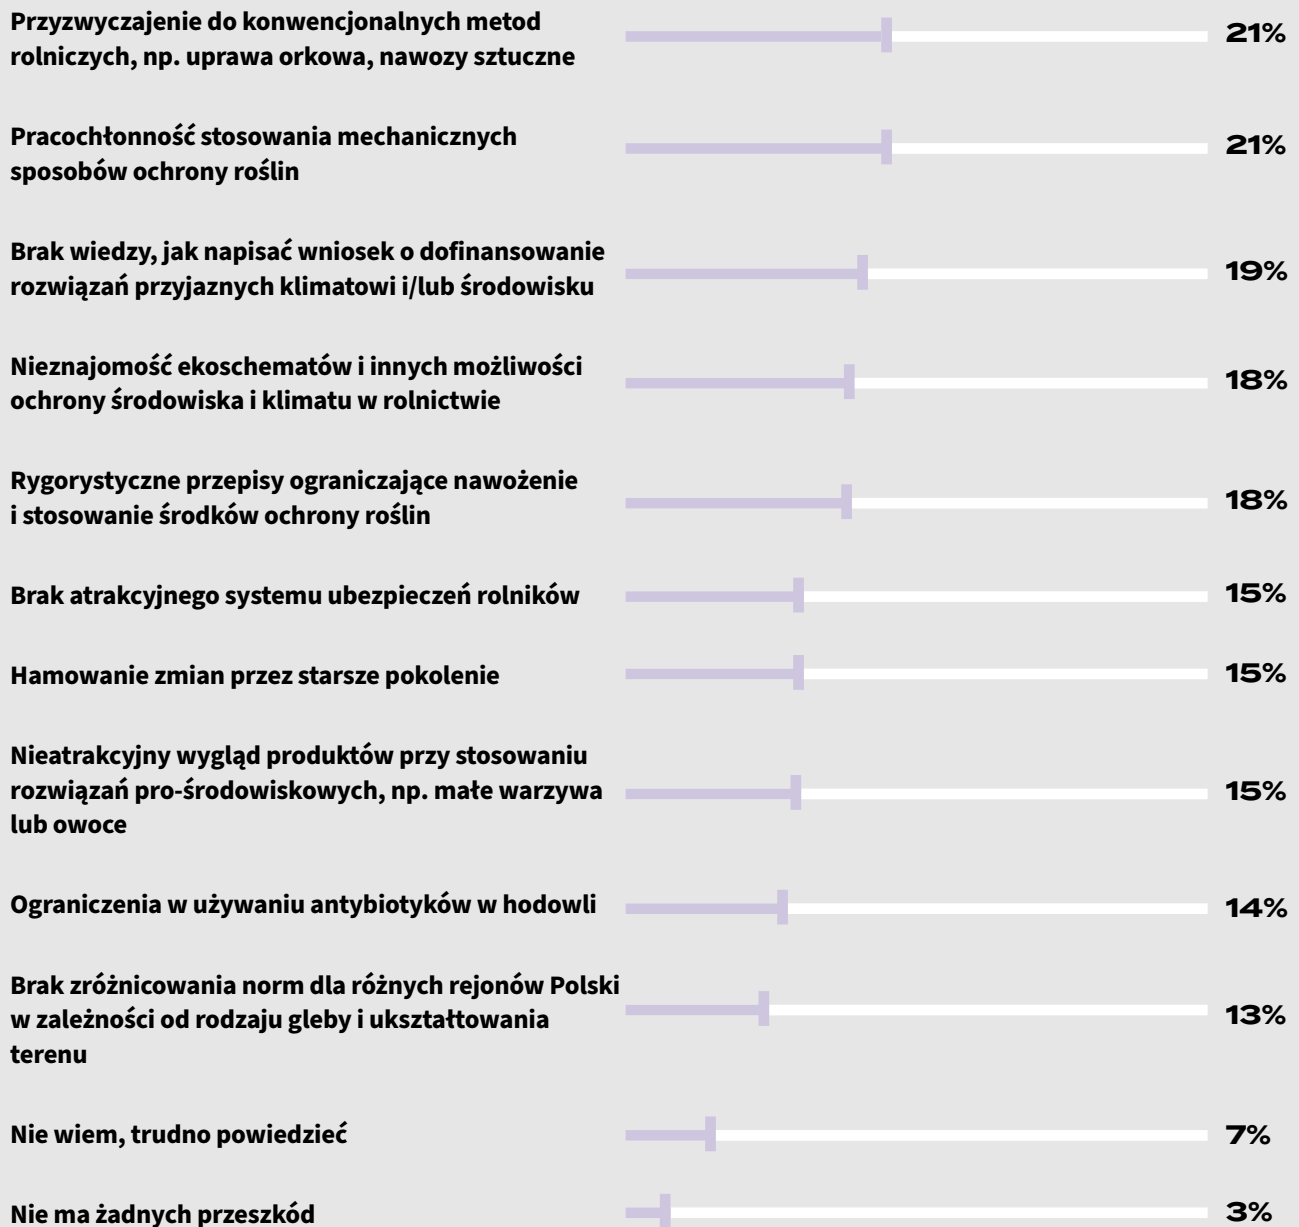 Przyzwyczajenie do konwencjonalnych metod
rolniczych, np. uprawa orkowa, nawozy sztuczne
21%
Pracochłonność stosowania mechanicznych
sposobów ochrony roślin
21%
Brak wiedzy, jak napisać wniosek o dofinansowanie
rozwiązań przyjaznych klimatowi i/lub środowisku
19%
Nieznajomość ekoschematów i innych możliwości
ochrony środowiska i klimatu w rolnictwie
18%
Rygorystyczne przepisy ograniczające nawożenie
i stosowanie środków ochrony roślin
18%
Brak atrakcyjnego systemu ubezpieczeń rolników
15%
Hamowanie zmian przez starsze pokolenie
15%
Nieatrakcyjny wygląd produktów przy stosowaniu
rozwiązań pro-środowiskowych, np. małe warzywa
lub owoce
15%
Ograniczenia w używaniu antybiotyków w hodowli
14%
Brak zróżnicowania norm dla różnych rejonów Polski
w zależności od rodzaju gleby i ukształtowania
terenu
13%
Nie wiem, trudno powiedzieć
7%
Nie ma żadnych przeszkód
3%